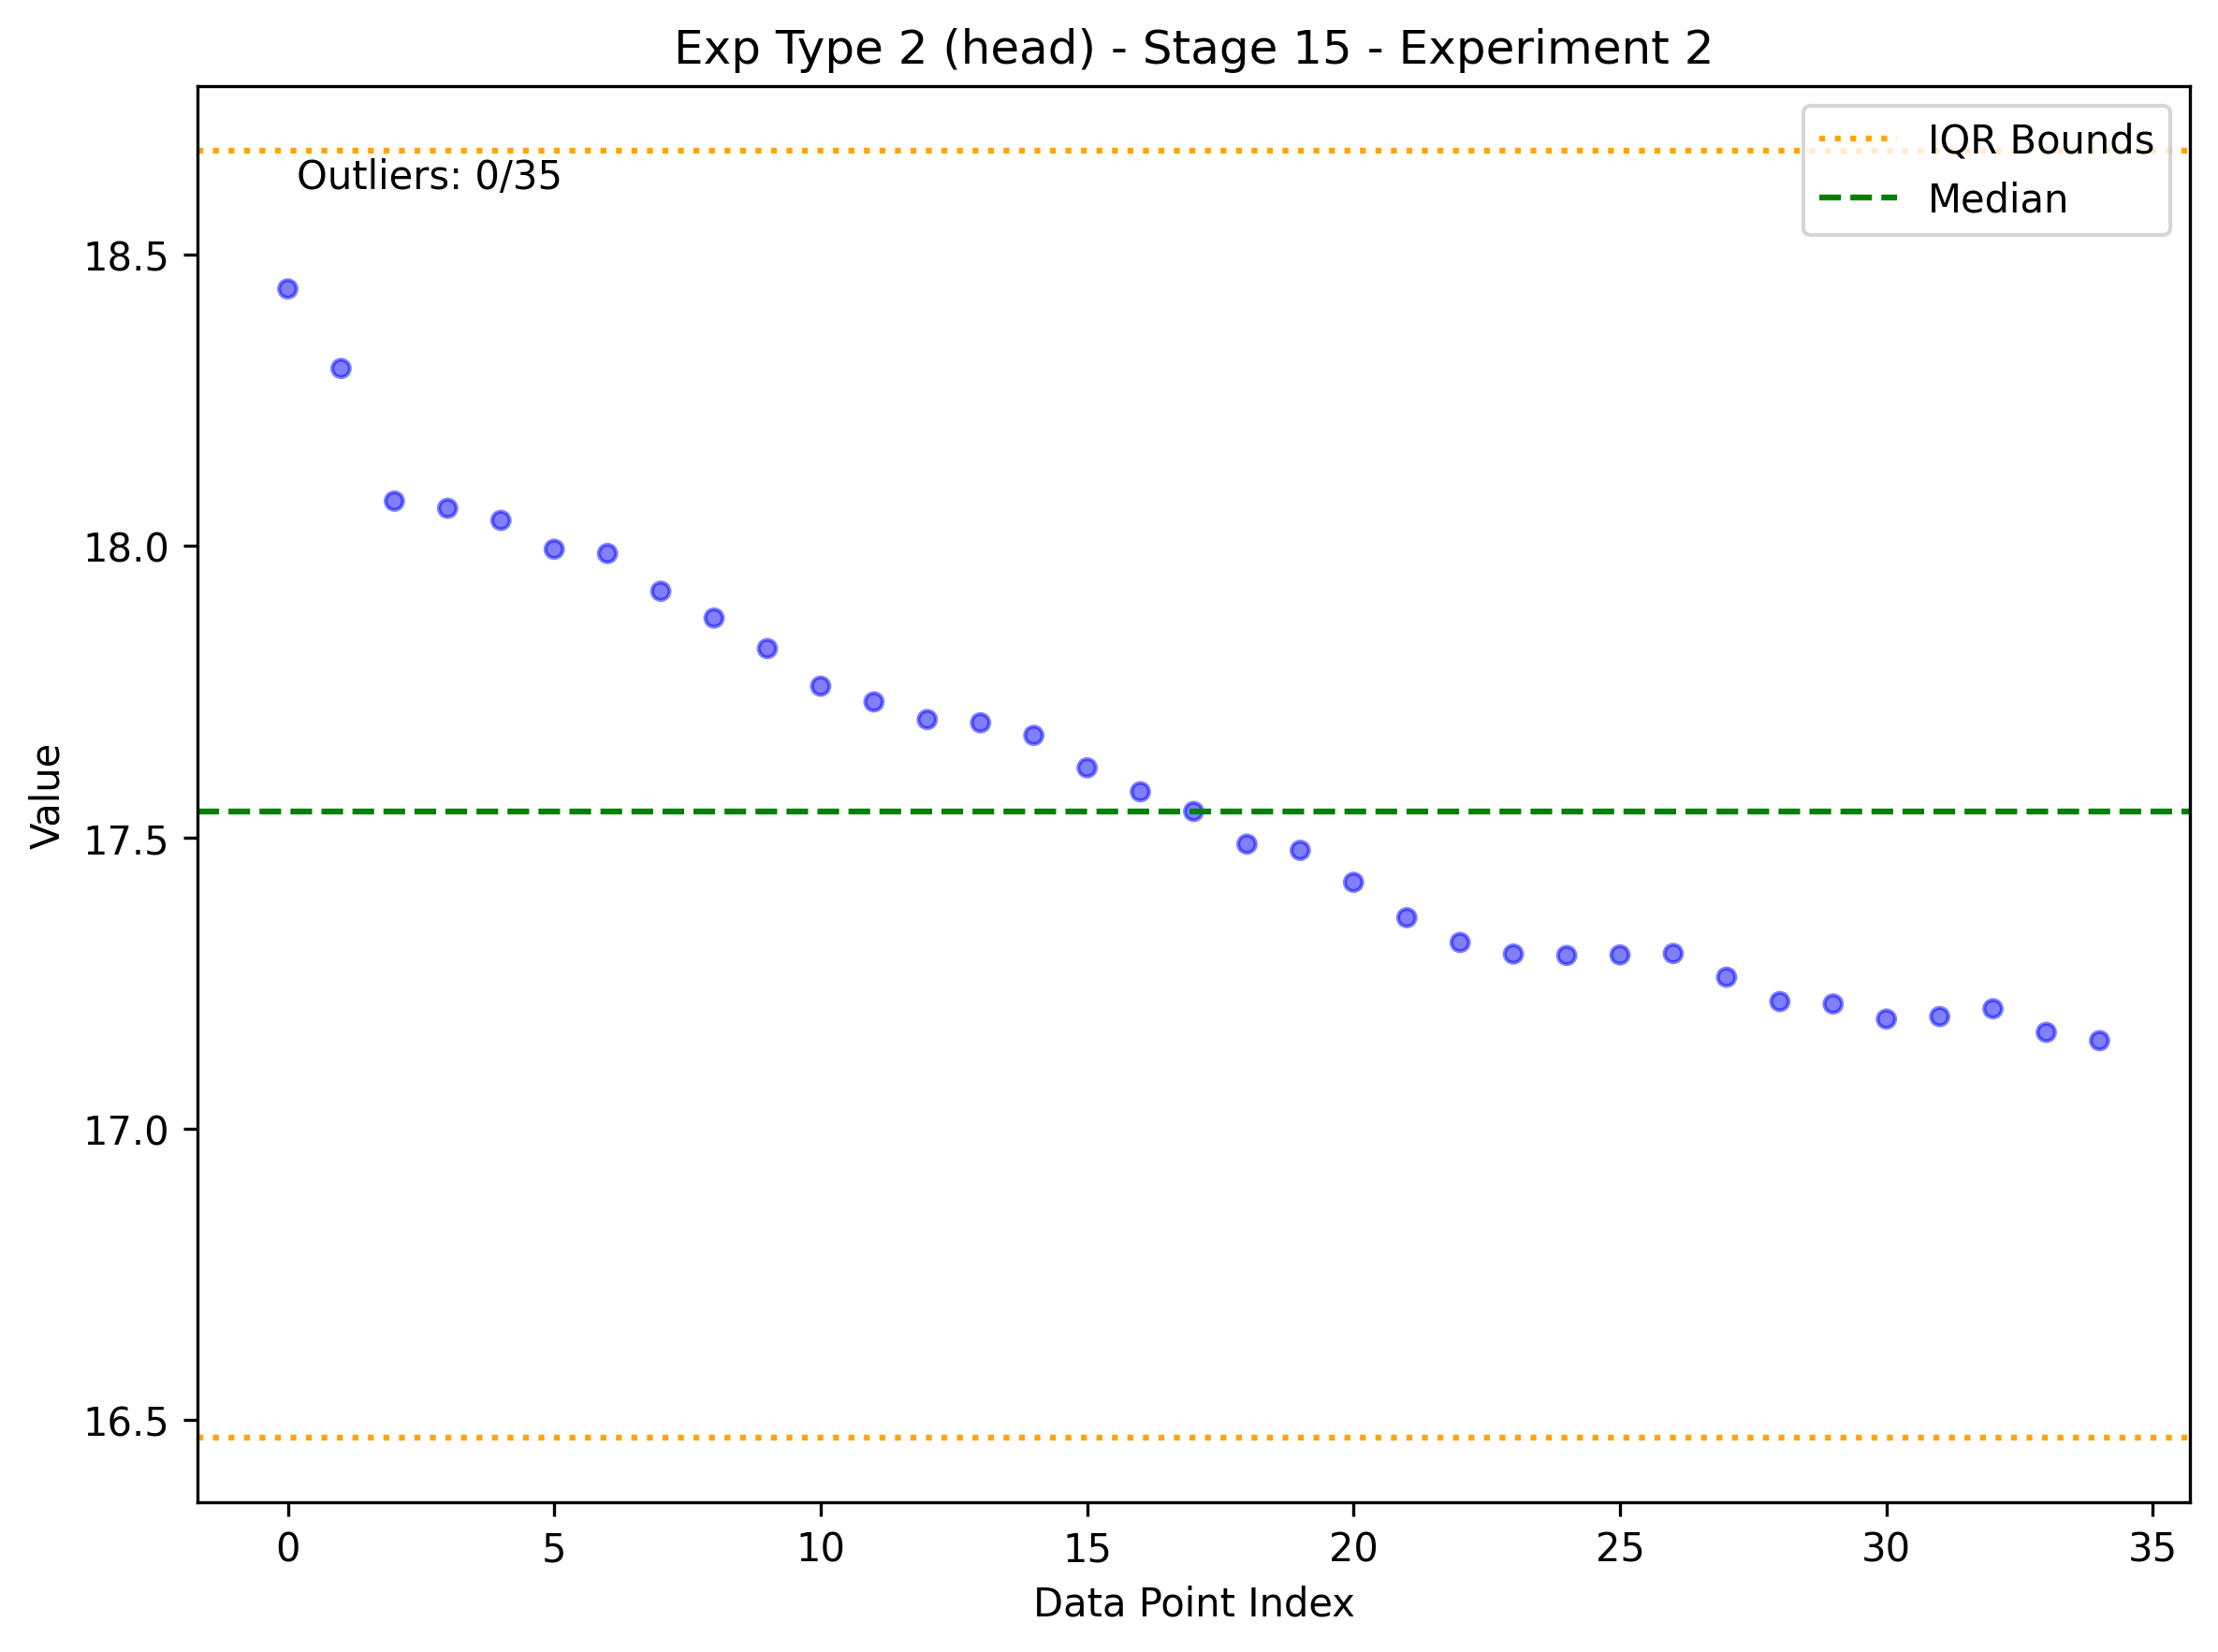 Exp Type 2 (head) - Stage 15 - Experiment 2
IQR Bounds
Median
Outliers: 0/35
18.5
18.0
17.5
17.0
16.5
Value
0 5 10 15 20 25 30 35
Data Point Index